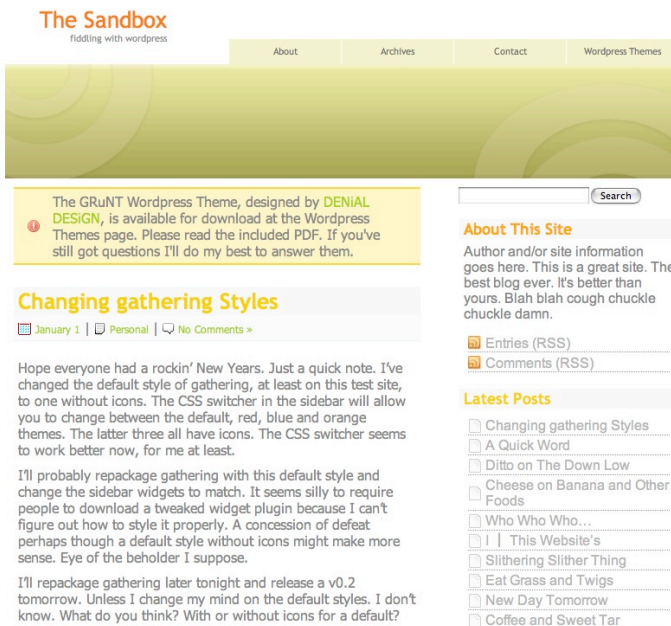 The Sandbox
fiddling with wordpress
About
Archives
Contact
Wordpress Themes
The GRuNT Wordpress Theme, designed by DENiAL
DESiGN, is available for download at the Wordpress
Themes page. Please read the included PDF. If you've
still got questions I'll do my best to answer them.
Changing gathering Styles
January 1 | Personal | No Comments »
Hope everyone had a rockin' New Years. Just a quick note. I've
changed the default style of gathering, at least on this test site,
to one without icons. The CSS switcher in the sidebar will allow
you to change between the default, red, blue and orange
themes. The latter three all have icons. The CSS switcher seems
to work better now, for me at least.
I'll probably repackage gathering with this default style and
change the sidebar widgets to match. It seems silly to require
people to download a tweaked widget plugin because I can't
figure out how to style it properly. A concession of defeat
perhaps though a default style without icons might make more
sense. Eye of the beholder I suppose.
I'll repackage gathering later tonight and release a v0.2
tomorrow. Unless I change my mind on the default styles. I don't
know. What do you think? With or without icons for a default?
Search
About This Site
Author and/or site information
goes here. This is a great site. The
best blog ever. It's better than
yours. Blah blah cough chuckle
chuckle damn.
Entries (RSS)
Comments (RSS)
Latest Posts
Changing gathering Styles
A Quick Word
Ditto on The Down Low
Cheese on Banana and Other
Foods
Who Who Who...
I | This Website's
Slithering Slither Thing
Eat Grass and Twigs
New Day Tomorrow
Coffee and Sweet Tar